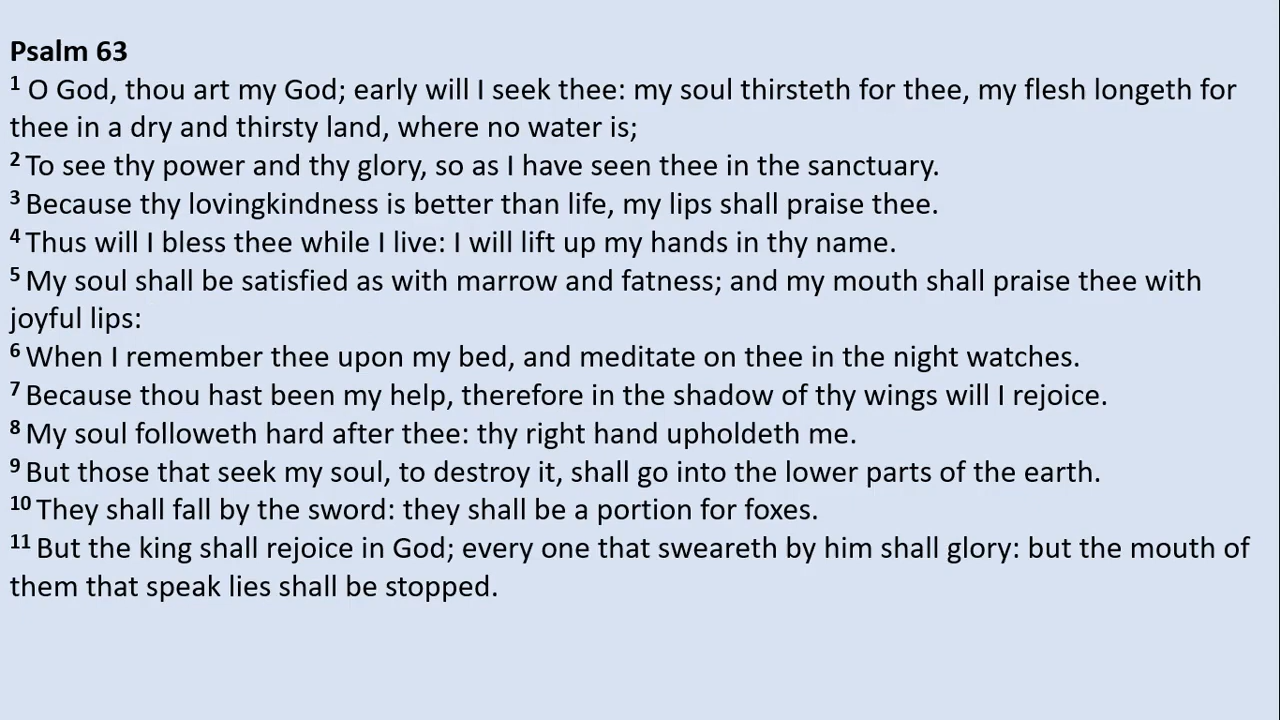 Psalm 63
1 O God, thou art my God; early will I seek thee: my soul thirsteth for thee, my flesh longeth for
thee in a dry and thirsty land, where no water is;
2 To see thy power and thy glory, so as I have seen thee in the sanctuary.
3 Because thy lovingkindness is better than life, my lips shall praise thee.
4 Thus will I bless thee while I live: I will lift up my hands in thy name.
5 My soul shall be satisfied as with marrow and fatness; and my mouth shall praise thee with
joyful lips:
6 When I remember thee upon my bed, and meditate on thee in the night watches.
7 Because thou hast been my help, therefore in the shadow of thy wings will I rejoice.
8 My soul followeth hard after thee: thy right hand upholdeth me.
9 But those that seek my soul, to destroy it, shall go into the lower parts of the earth.
10 They shall fall by the sword: they shall be a portion for foxes.
11 But the king shall rejoice in God; every one that sweareth by him shall glory: but the mouth of
them that speak lies shall be stopped.